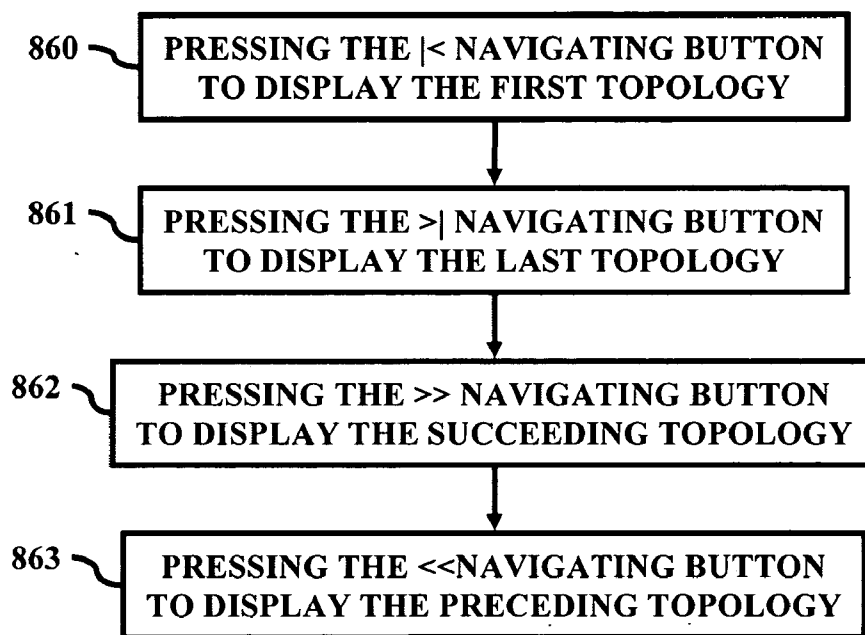 860
PRESSING THE |< NAVIGATING BUTTON
TO DISPLAY THE FIRST TOPOLOGY
861
PRESSING THE >| NAVIGATING BUTTON
TO DISPLAY THE LAST TOPOLOGY
862
PRESSING THE >> NAVIGATING BUTTON
TO DISPLAY THE SUCCEEDING TOPOLOGY
863
PRESSING THE <<NAVIGATING BUTTON
TO DISPLAY THE PRECEDING TOPOLOGY